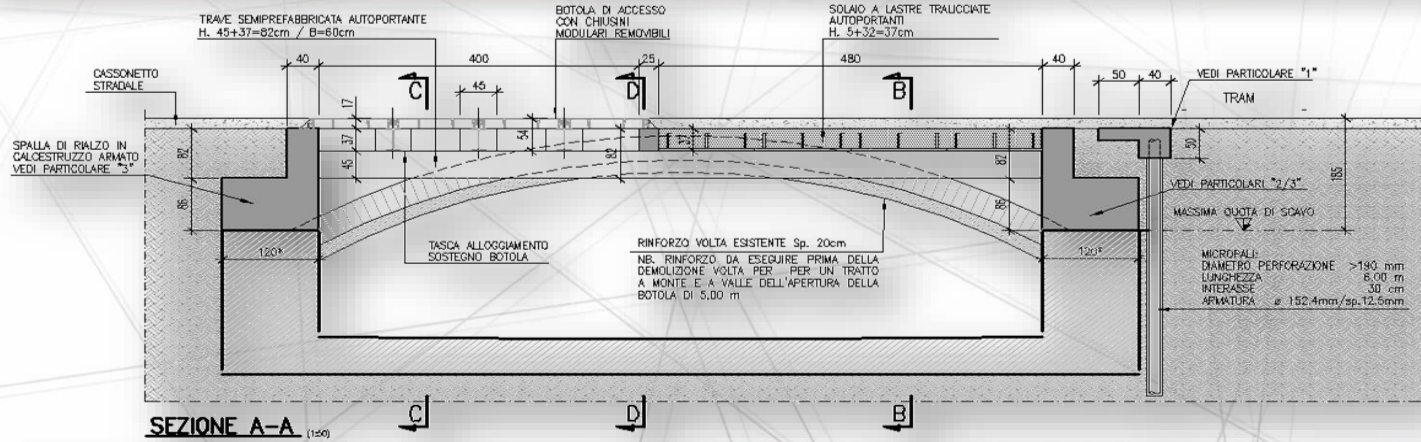 TRAVE SEMIPREFABBRICATA AUTOPORTANTE
H. 45+37=82cm / B=60cm
BOTOLA DI ACCESSO
CON CHIUSINI
MODULARI REMOVIBILI
SOLAIO A LASTRE TRALICCIATE
AUTOPORTANTI
H. 5+32=37cm
CASSONETTO
STRADALE
40
400
25
480
40
C
45
D
B
50
40
VEDI PARTICOLARE "1"
TRAM
17
37
45
54
82
37
82
86
82
86
50
185
SPALLA DI RIALZO IN
CALCESTRUZZO ARMATO
VEDI PARTICOLARE "3"
VEDI PARTICOLARI "2/3"
MASSIMA QUOTA DI SCAVO
120*
TASCA ALLOGGIAMENTO
SOSTEGNO BOTOLA
RINFORZO VOLTA ESISTENTE Sp. 20cm
NB. RINFORZO DA ESEGUIRE PRIMA DELLA
DEMOLIZIONE VOLTA PER PER UN TRATTO
A MONTE E A VALLE DELL'APERTURA DELLA
BOTOLA DI 5,00 m
120*
MICROPALI:
DIAMETRO PERFORAZIONE >190 mm
LUNGHEZZA 6,00 m
INTERASSE 30 cm
ARMATURA ø 152.4mm/sp.12.5mm
C
D
B
SEZIONE A-A (1:50)